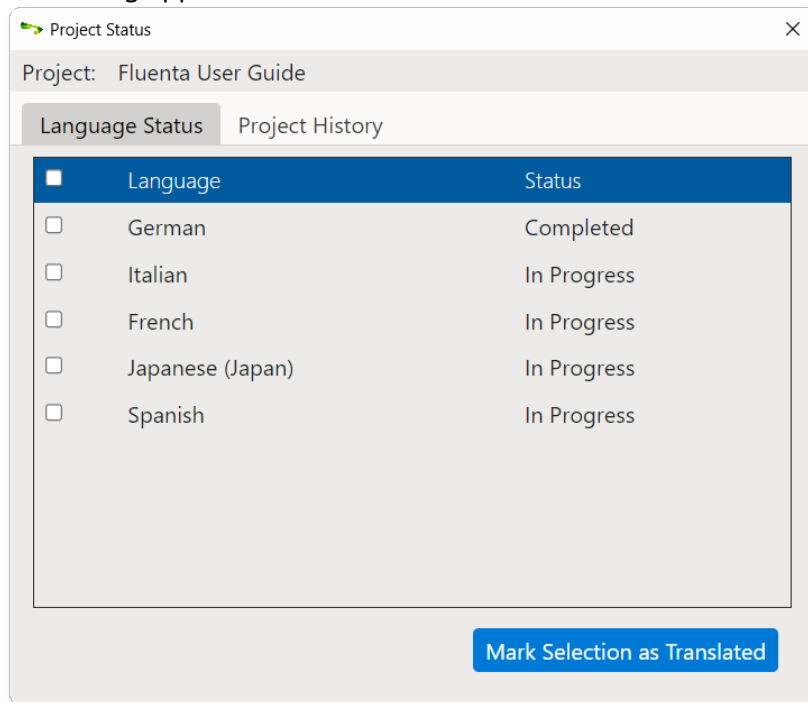 Project Status
Project: Fluenta User Guide
Language Status Project History
Language Status
German Completed
Italian In Progress
French In Progress
Japanese (Japan) In Progress
Spanish In Progress
Mark Selection as Translated